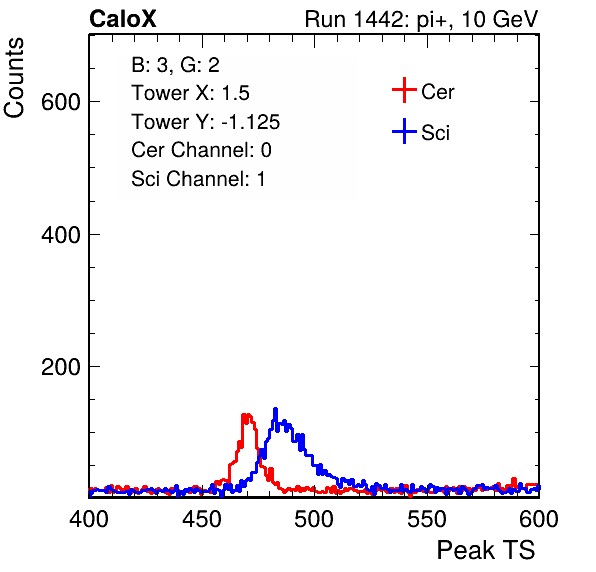 CaloX
Run 1442: pi+, 10 GeV
Counts
B: 3, G: 2
Tower X: 1.5
Tower Y: -1.125
Cer Channel: 0
Sci Channel: 1
Cer
Sci
600
400
200
400
450
500
550
600
Peak TS